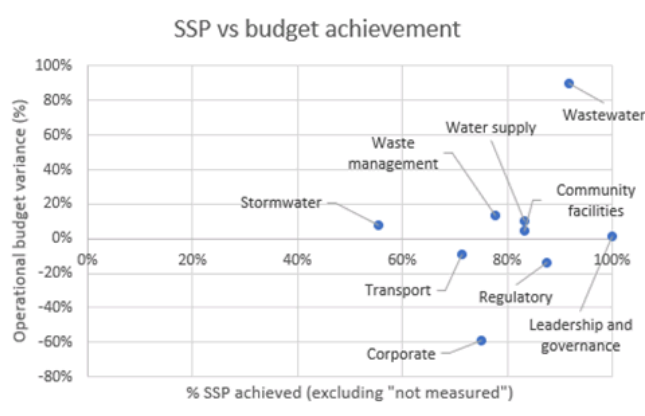 SSP vs budget achievement
Operational budget variance (%)
100%
80%
60%
40%
20%
0%
-20%
-40%
-60%
-80%
0%
20%
40%
60%
80%
100%
Wastewater
Water supply
Waste
management
Community
facilities
Stormwater
Transport
Regulatory
Leadership and
governance
Corporate
% SSP achieved (excluding "not measured")